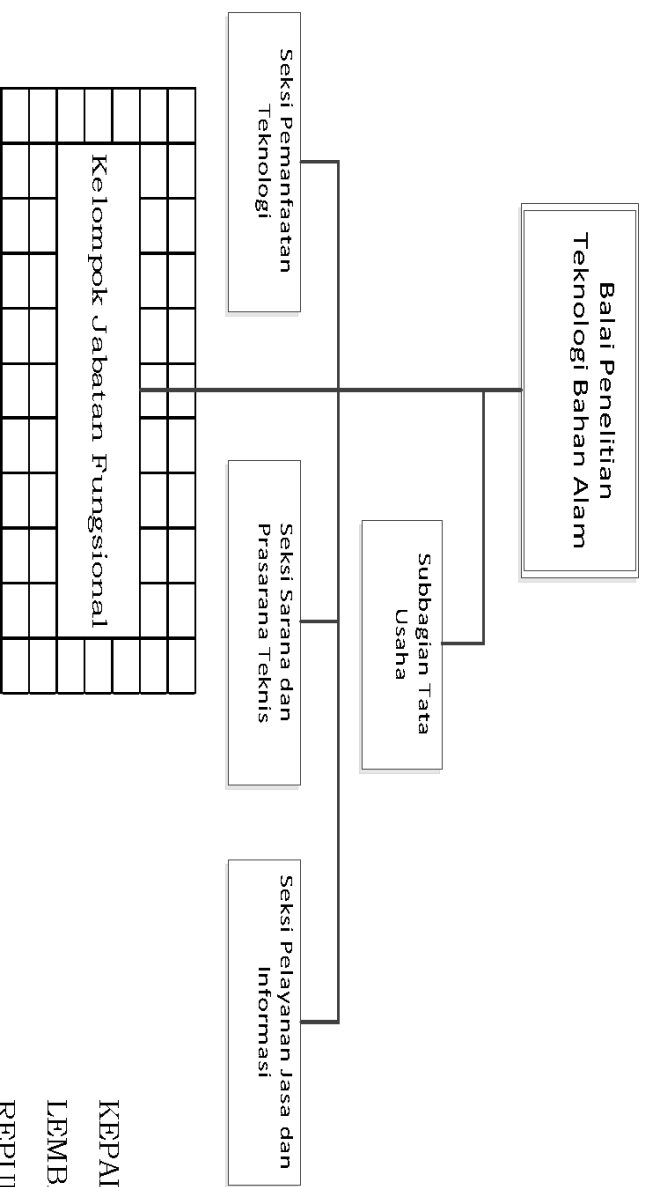 Balai Penelitian
Teknologi Bahan Alam
Subbagian Tata
Usaha
Seksi Pemanfaatan
Teknologi
Seksi Sarana dan
Prasarana Teknis
Seksi Pelayanan Jasa dan
Informasi
Kelompok Jabatan Fungsional